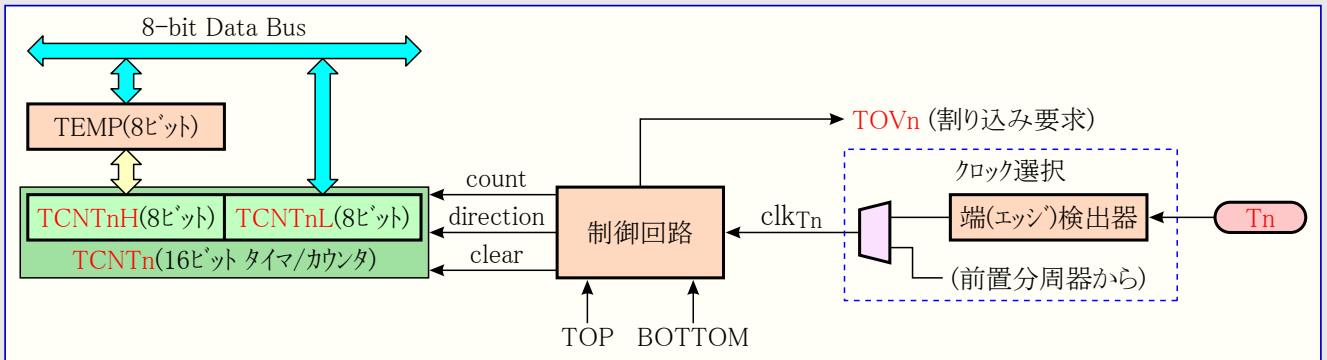 8-bit Data Bus
TEMP(8ﾋﾞｯﾄ)
TOVn (割り込み要求)
クロック選択
count
TCNTnH(8ﾋﾞｯﾄ)
TCNTnL(8ﾋﾞｯﾄ)
direction
制御回路
clkTn
端(エッジ)検出器
Tn
TCNTn(16ﾋﾞｯﾄ タイマ/カウンタ)
clear
(前置分周器から)
TOP
BOTTOM